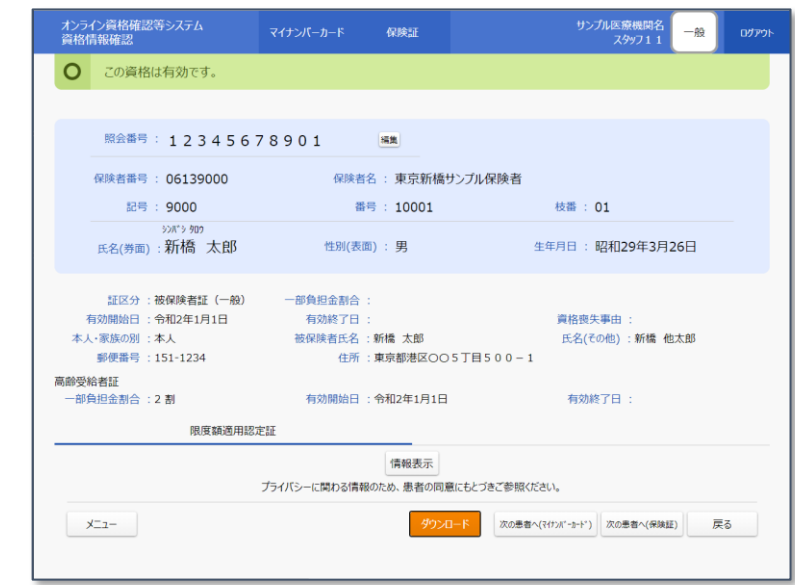 オンライン資格確認等システム
資格情報確認
マイナンバーカード 保険証
サンプル医療機関名
スタッフ11
一般 ログアウト
この資格は有効です。
照会番号 : 12345678901 編集
保険者番号 : 06139000 保険者名 : 東京新橋サンプル保険者
記号 : 9000 番号 : 10001 枝番 : 01
シンバシ タロウ
氏名(券面) : 新橋 太郎 性別(表面) : 男 生年月日 : 昭和29年3月26日
証区分 : 被保険者証(一般) 一部負担金割合 :
有効開始日 : 令和2年1月1日 有効終了日 : 資格喪失事由 :
本人・家族の別 : 本人 被保険者氏名 : 新橋 太郎 氏名(その他) : 新橋 他太郎
郵便番号 : 151-1234 住所 : 東京都港区〇〇5丁目500-1
高齢受給者証
一部負担金割合 : 2 割 有効開始日 : 令和2年1月1日 有効終了日 :
限度額適用認定証
情報表示
プライバシーに関わる情報のため、患者の同意にもとづきご参照ください。
メニュー ダウンロード 次の患者へ(マイナンバーカード) 次の患者へ(保険証) 戻る